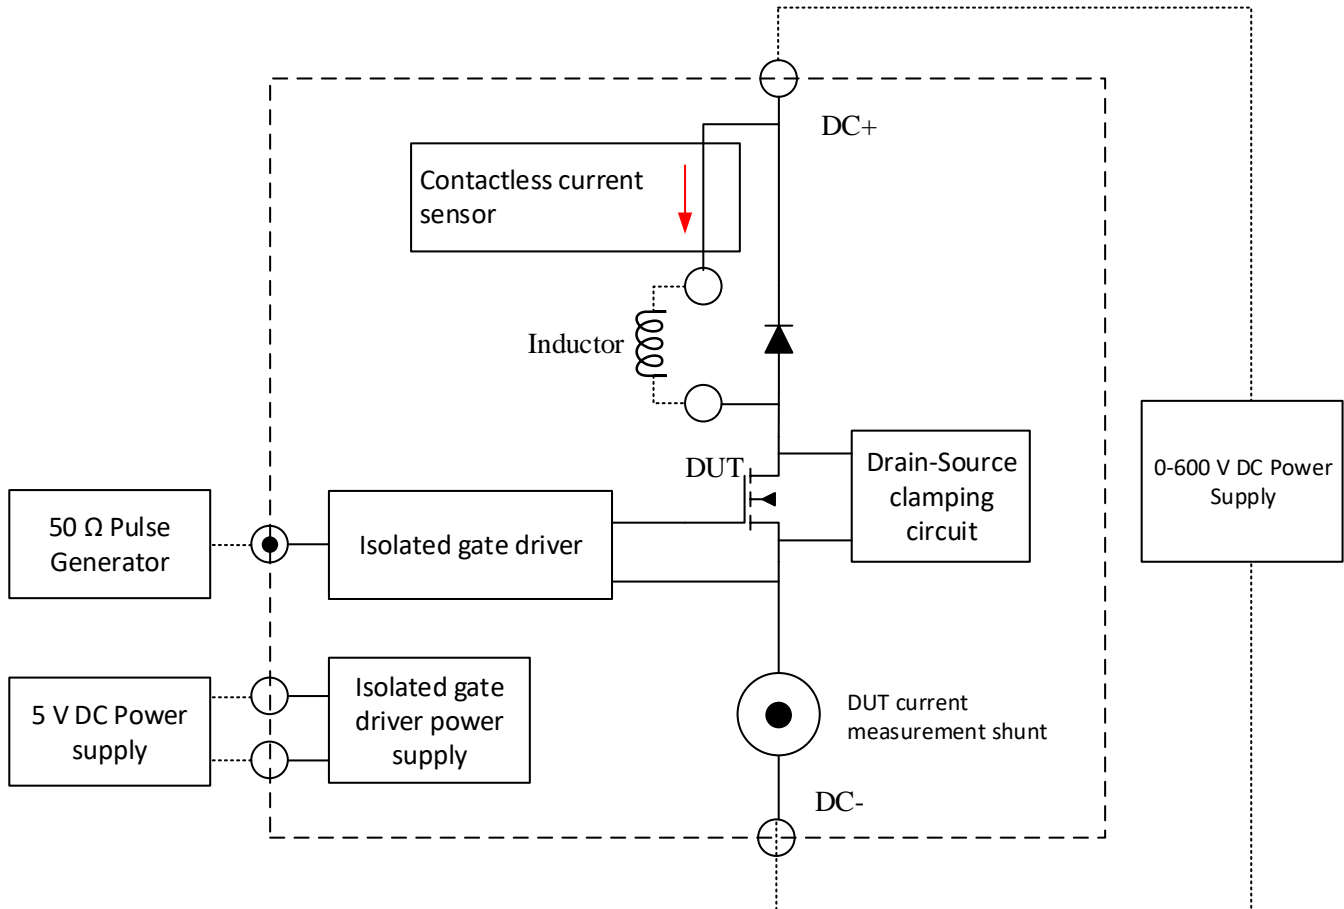 DC+
Contactless current
sensor
Inductor
DUT
Drain-Source
clamping
circuit
0-600 V DC Power
Supply
50 Ω Pulse
Generator
Isolated gate driver
5 V DC Power
supply
Isolated gate
driver power
supply
DUT current
measurement shunt
DC-